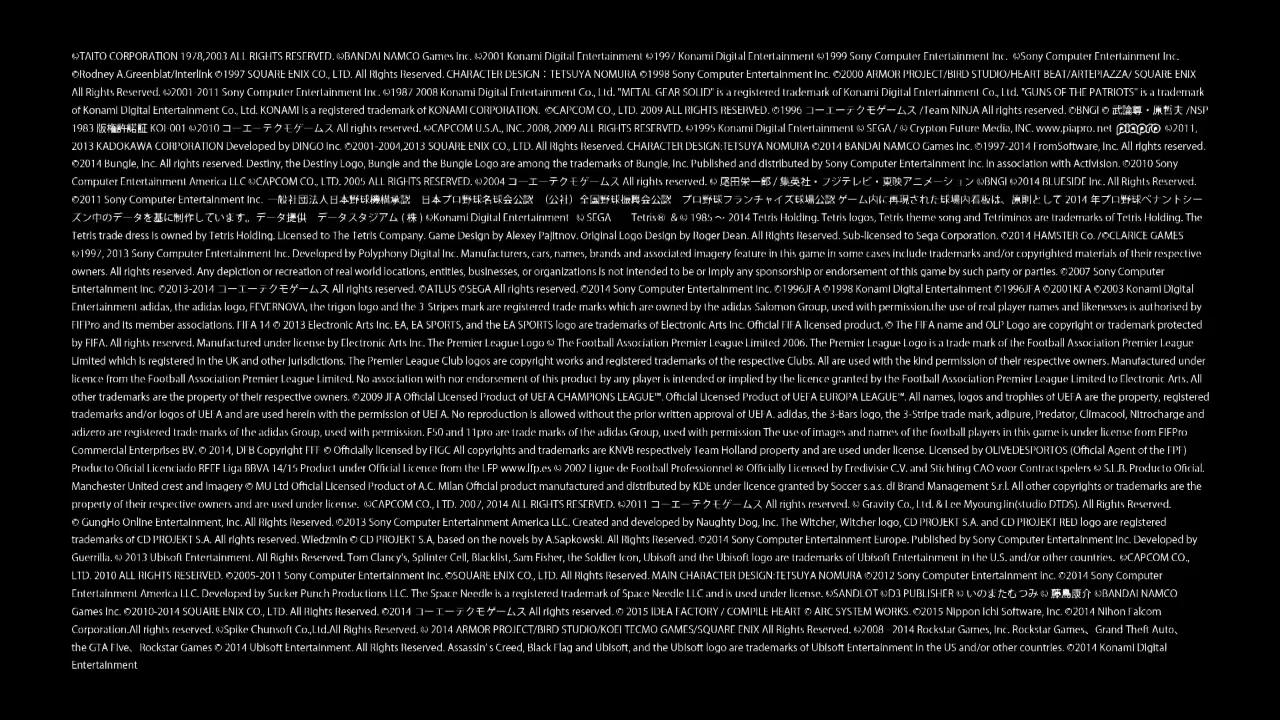 ©TAITO CORPORATION 1978,2003 ALL RIGHTS RESERVED. ©BANDAI NAMCO Games Inc. ©2001 Konami Digital Entertainment ©1997 Konami Digital Entertainment ©1999 Sony Computer Entertainment Inc. ©Sony Computer Entertainment Inc.
©Rodney A.Greenblat/Interlink ©1997 SQUARE ENIX CO., LTD. All Rights Reserved. CHARACTER DESIGN：TETSUYA NOMURA ©1998 Sony Computer Entertainment Inc. ©2000 ARMOR PROJECT/BIRD STUDIO/HEART BEAT/ARTEPIAZZA/ SQUARE ENIX
All Rights Reserved. ©2001-2011 Sony Computer Entertainment Inc. ©1987 2008 Konami Digital Entertainment Co., Ltd. "METAL GEAR SOLID" is a registered trademark of Konami Digital Entertainment Co., Ltd. "GUNS OF THE PATRIOTS" is a trademark
of Konami Digital Entertainment Co., Ltd. KONAMI is a registered trademark of KONAMI CORPORATION. ©CAPCOM CO., LTD. 2009 ALL RIGHTS RESERVED. ©1996 コーエーテクモゲームス /Team NINJA All rights reserved. ©BNGI © 武論尊・原哲夫 /NSP
1983 版権許諾証 KOI-001 ©2010 コーエーテクモゲームス All rights reserved. ©CAPCOM U.S.A., INC. 2008, 2009 ALL RIGHTS RESERVED. ©1995 Konami Digital Entertainment © SEGA / © Crypton Future Media, INC. www.piapro.net piapro ©2011,
2013 KADOKAWA CORPORATION Developed by DINGO Inc. ©2001-2004,2013 SQUARE ENIX CO., LTD. All Rights Reserved. CHARACTER DESIGN:TETSUYA NOMURA ©2014 BANDAI NAMCO Games Inc. ©1997-2014 FromSoftware, Inc. All rights reserved.
©2014 Bungie, Inc. All rights reserved. Destiny, the Destiny Logo, Bungie and the Bungie Logo are among the trademarks of Bungie, Inc. Published and distributed by Sony Computer Entertainment Inc. in association with Activision. ©2010 Sony
Computer Entertainment America LLC ©CAPCOM CO., LTD. 2005 ALL RIGHTS RESERVED. ©2004 コーエーテクモゲームス All rights reserved. © 尾田栄一郎 / 集英社・フジテレビ・東映アニメーション ©BNGI ©2014 BLUESIDE Inc. All Rights Reserved.
©2011 Sony Computer Entertainment Inc. 一般社団法人日本野球機構承認　日本プロ野球名球会公認　（公社）全国野球振興会公認　プロ野球フランチャイズ球場公認 ゲーム内に再現された球場内看板は、原則として 2014 年プロ野球ペナントシー
ズン中のデータを基に制作しています。データ提供　データスタジアム ( 株 ) ©Konami Digital Entertainment © SEGA　Tetris® & © 1985 ～ 2014 Tetris Holding. Tetris logos, Tetris theme song and Tetriminos are trademarks of Tetris Holding. The
Tetris trade dress is owned by Tetris Holding. Licensed to The Tetris Company. Game Design by Alexey Pajitnov. Original Logo Design by Roger Dean. All Rights Reserved. Sub-licensed to Sega Corporation. ©2014 HAMSTER Co. /©CLARICE GAMES
©1997, 2013 Sony Computer Entertainment Inc. Developed by Polyphony Digital Inc. Manufacturers, cars, names, brands and associated imagery feature in this game in some cases include trademarks and/or copyrighted materials of their respective
owners. All rights reserved. Any depiction or recreation of real world locations, entities, businesses, or organizations is not intended to be or imply any sponsorship or endorsement of this game by such party or parties. ©2007 Sony Computer
Entertainment Inc. ©2013-2014 コーエーテクモゲームス All rights reserved. ©ATLUS ©SEGA All rights reserved. ©2014 Sony Computer Entertainment Inc. ©1996JFA ©1998 Konami Digital Entertainment ©1996JFA ©2001KFA ©2003 Konami Digital
Entertainment adidas, the adidas logo, FEVERNOVA, the trigon logo and the 3 Stripes mark are registered trade marks which are owned by the adidas-Salomon Group, used with permission.the use of real player names and likenesses is authorised by
FIFPro and its member associations. FIFA 14 © 2013 Electronic Arts Inc. EA, EA SPORTS, and the EA SPORTS logo are trademarks of Electronic Arts Inc. Official FIFA licensed product. © The FIFA name and OLP Logo are copyright or trademark protected
by FIFA. All rights reserved. Manufactured under license by Electronic Arts Inc. The Premier League Logo © The Football Association Premier League Limited 2006. The Premier League Logo is a trade mark of the Football Association Premier League
Limited which is registered in the UK and other jurisdictions. The Premier League Club logos are copyright works and registered trademarks of the respective Clubs. All are used with the kind permission of their respective owners. Manufactured under
licence from the Football Association Premier League Limited. No association with nor endorsement of this product by any player is intended or implied by the licence granted by the Football Association Premier League Limited to Electronic Arts. All
other trademarks are the property of their respective owners. ©2009 JFA Official Licensed Product of UEFA CHAMPIONS LEAGUE™. Official Licensed Product of UEFA EUROPA LEAGUE™. All names, logos and trophies of UEFA are the property, registered
trademarks and/or logos of UEFA and are used herein with the permission of UEFA. No reproduction is allowed without the prior written approval of UEFA. adidas, the 3-Bars logo, the 3-Stripe trade mark, adipure, Predator, Climacool, Nitrocharge and
adizero are registered trade marks of the adidas Group, used with permission. F50 and 11pro are trade marks of the adidas Group, used with permission The use of images and names of the football players in this game is under license from FIFPro
Commercial Enterprises BV. © 2014, DFB Copyright FFF © Officially licensed by FIGC All copyrights and trademarks are KNVB respectively Team Holland property and are used under license. Licensed by OLIVEDESPORTOS (Official Agent of the FPF)
Producto Oficial Licenciado RFEF Liga BBVA 14/15 Product under Official Licence from the LFP www.lfp.es © 2002 Ligue de Football Professionnel ® Officially Licensed by Eredivisie C.V. and Stichting CAO voor Contractspelers © S.L.B. Producto Oficial.
Manchester United crest and imagery © MU Ltd Official Licensed Product of A.C. Milan Official product manufactured and distributed by KDE under licence granted by Soccer s.a.s. di Brand Management S.r.l. All other copyrights or trademarks are the
property of their respective owners and are used under license. ©CAPCOM CO., LTD. 2007, 2014 ALL RIGHTS RESERVED. ©2011 コーエーテクモゲームス All rights reserved. © Gravity Co., Ltd. & Lee MyoungJin(studio DTDS). All Rights Reserved.
© GungHo Online Entertainment, Inc. All Rights Reserved. ©2013 Sony Computer Entertainment America LLC. Created and developed by Naughty Dog, Inc. The Witcher, Witcher logo, CD PROJEKT S.A. and CD PROJEKT RED logo are registered
trademarks of CD PROJEKT S.A. All rights reserved. Wiedzmin © CD PROJEKT S.A, based on the novels by A.Sapkowski. All Rights Reserved. ©2014 Sony Computer Entertainment Europe. Published by Sony Computer Entertainment Inc. Developed by
Guerrilla. © 2013 Ubisoft Entertainment. All Rights Reserved. Tom Clancy's, Splinter Cell, Blacklist, Sam Fisher, the Soldier Icon, Ubisoft and the Ubisoft logo are trademarks of Ubisoft Entertainment in the U.S. and/or other countries. ©CAPCOM CO.,
LTD. 2010 ALL RIGHTS RESERVED. ©2005-2011 Sony Computer Entertainment Inc. ©SQUARE ENIX CO., LTD. All Rights Reserved. MAIN CHARACTER DESIGN:TETSUYA NOMURA ©2012 Sony Computer Entertainment Inc. ©2014 Sony Computer
Entertainment America LLC. Developed by Sucker Punch Productions LLC. The Space Needle is a registered trademark of Space Needle LLC and is used under license. ©SANDLOT ©D3 PUBLISHER © いのまたむつみ © 藤島康介 ©BANDAI NAMCO
Games Inc. ©2010-2014 SQUARE ENIX CO., LTD. All Rights Reserved. ©2014 コーエーテクモゲームス All rights reserved. © 2015 IDEA FACTORY / COMPILE HEART © ARC SYSTEM WORKS. ©2015 Nippon Ichi Software, Inc. ©2014 Nihon Falcom
Corporation.All rights reserved. ©Spike Chunsoft Co.,Ltd.All Rights Reserved. © 2014 ARMOR PROJECT/BIRD STUDIO/KOEI TECMO GAMES/SQUARE ENIX All Rights Reserved. ©2008 - 2014 Rockstar Games, Inc. Rockstar Games、Grand Theft Auto、
the GTA Five、Rockstar Games © 2014 Ubisoft Entertainment. All Rights Reserved. Assassin's Creed, Black Flag and Ubisoft, and the Ubisoft logo are trademarks of Ubisoft Entertainment in the US and/or other countries. ©2014 Konami Digital
Entertainment